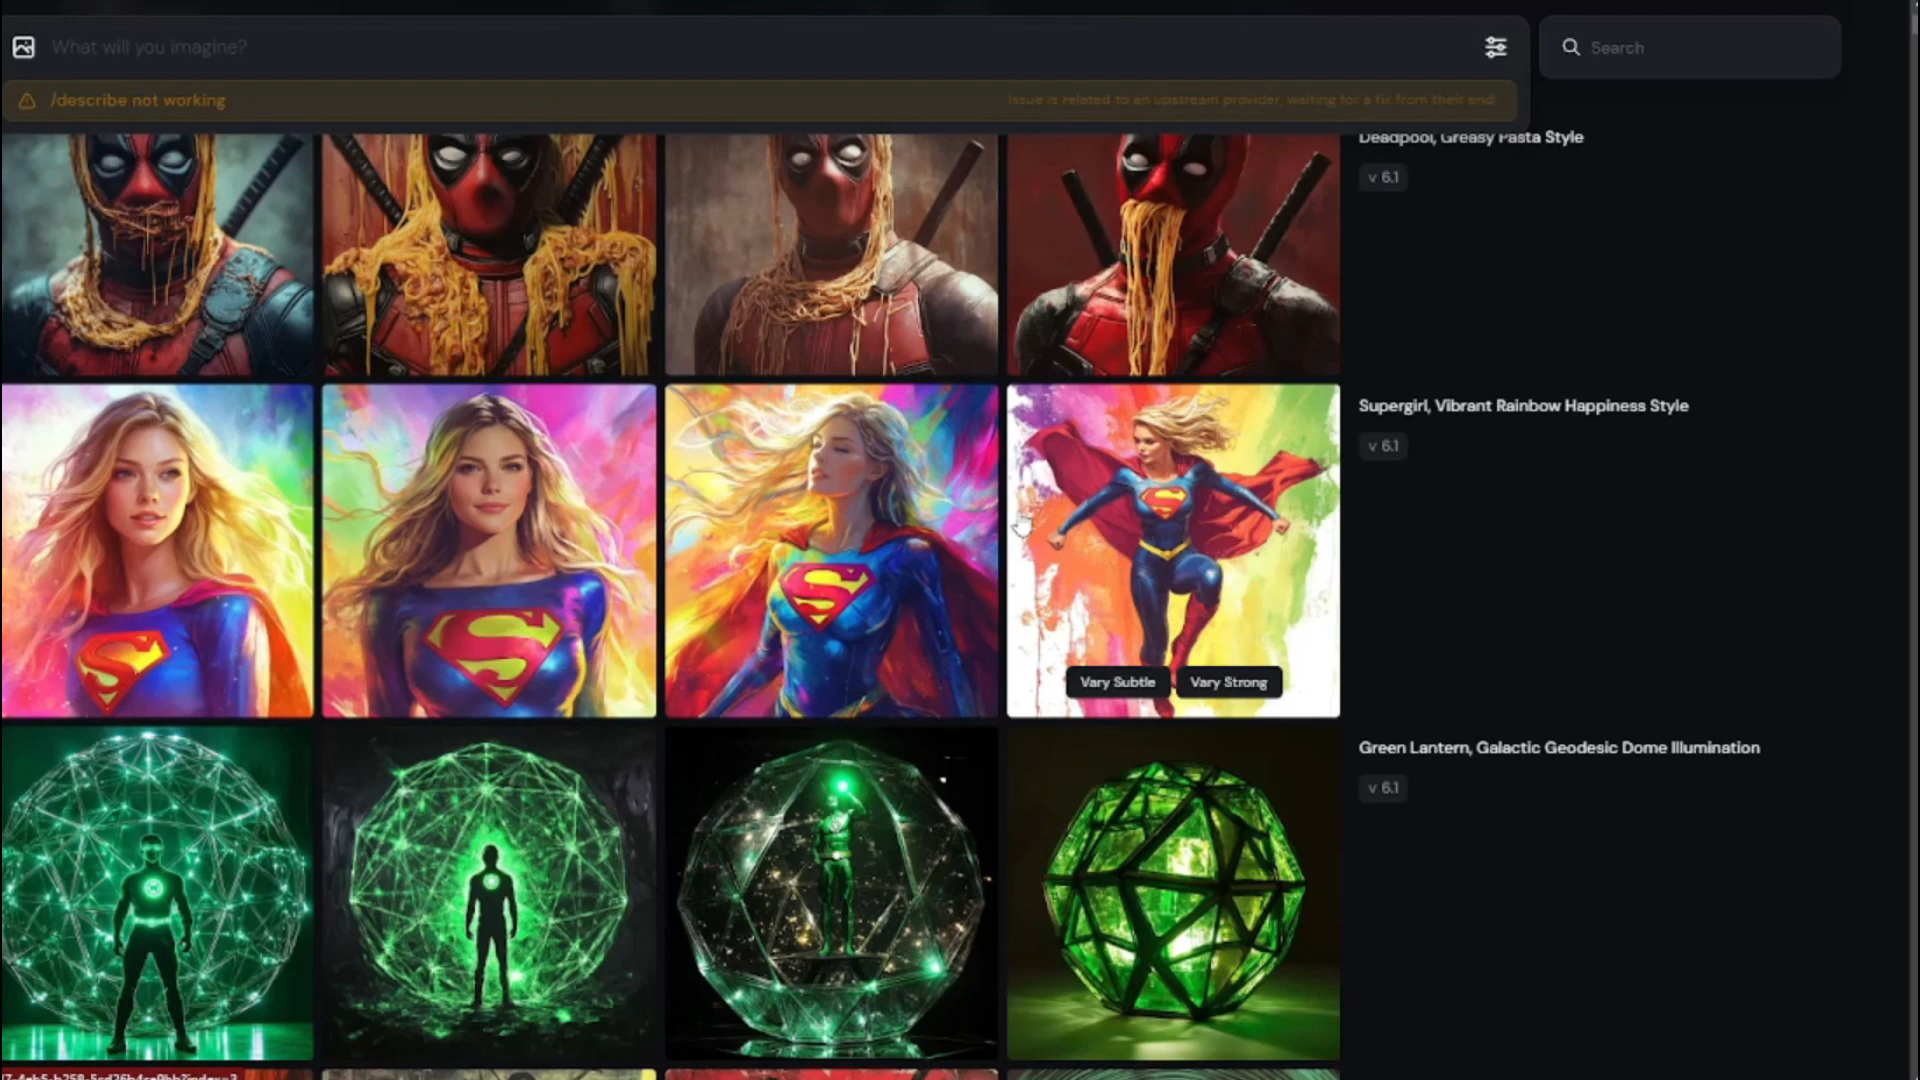 What will you imagine?
Search
/describe not working
Issue is related to an upstream provider, waiting for a fix from their end.
Deadpool, Greasy Pasta Style
v 6.1
Supergirl, Vibrant Rainbow Happiness Style
v 6.1
S
S
S
S
Vary Subtle
Vary Strong
Green Lantern, Galactic Geodesic Dome Illumination
v 6.1